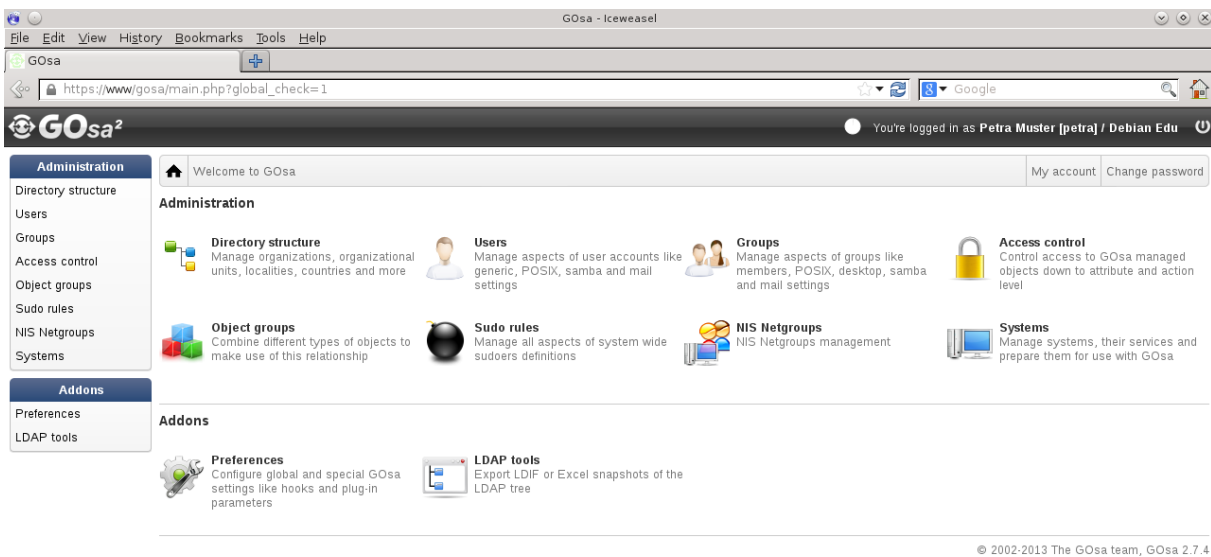 GOsa - Iceweasel
File Edit View History Bookmarks Tools Help
GOsa
https://www/gosa/main.php?global_check=1
8
Google
GOsa²
You're logged in as Petra Muster [petra] / Debian Edu
Administration
Directory structure
Users
Groups
Access control
Object groups
Sudo rules
NIS Netgroups
Systems
Addons
Preferences
LDAP tools
Welcome to GOsa
My account
Change password
Administration
Directory structure
Manage organizations, organizational
units, localities, countries and more
Users
Manage aspects of user accounts like
generic, POSIX, samba and mail
settings
Groups
Manage aspects of groups like
members, POSIX, desktop, samba
and mail settings
Access control
Control access to GOsa managed
objects down to attribute and action
level
Object groups
Combine different types of objects to
make use of this relationship
Sudo rules
Manage all aspects of system wide
sudoers definitions
NIS Netgroups
NIS Netgroups management
Systems
Manage systems, their services and
prepare them for use with GOsa
Addons
Preferences
Configure global and special GOsa
settings like hooks and plug-in
parameters
LDAP tools
Export LDIF or Excel snapshots of the
LDAP tree
© 2002-2013 The GOsa team, GOsa 2.7.4